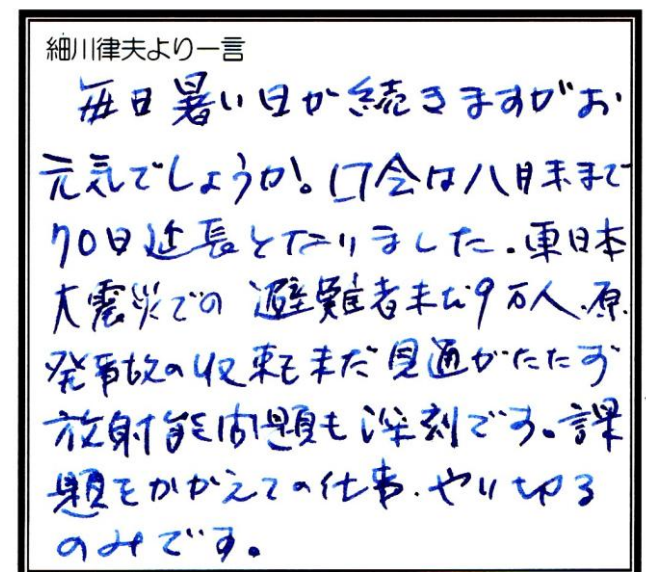 細川律夫より一言
毎日暑い日が続きますがお
元気でしょうか。国会は八月末まで
70日延長となりました。東日本
大震災での避難者まだ9万人、原
発事故の収束もまだ見通がたたず
放射能問題も深刻です。課
題をかかえての仕事、やり切る
のみです。